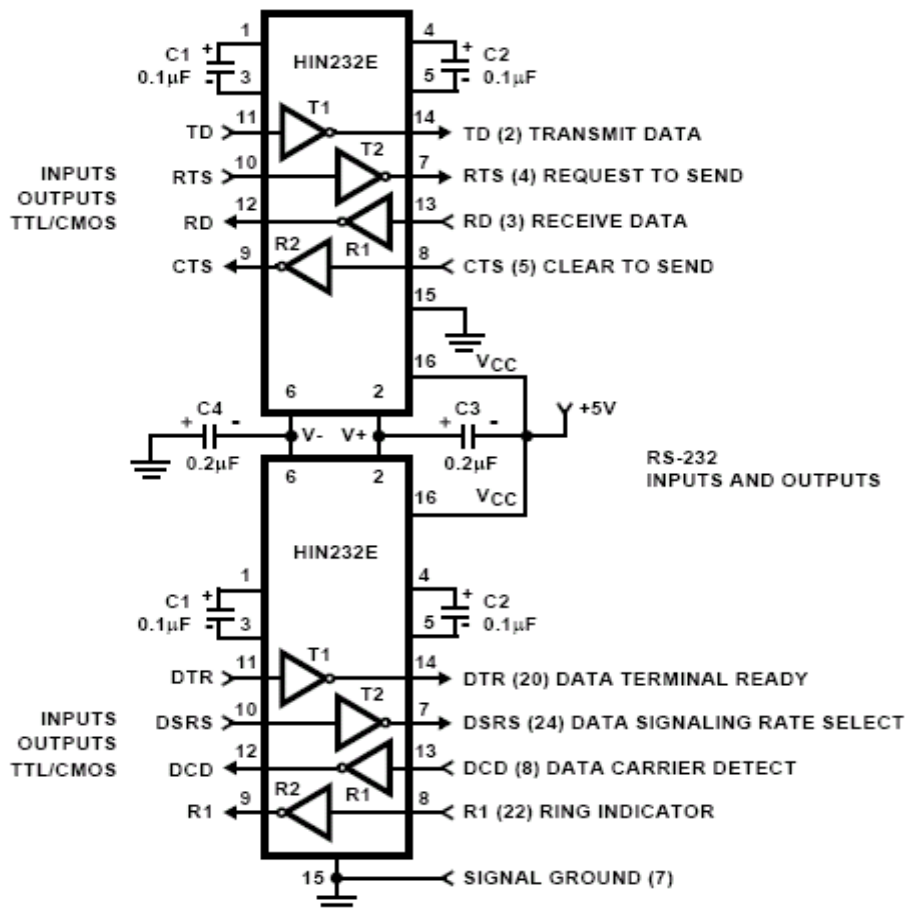 1
4
C1
+
0.1µF
-
3
HIN232E
+
C2
5
-
0.1µF
T1
TD
11
14
TD (2) TRANSMIT DATA
T2
RTS
10
7
RTS (4) REQUEST TO SEND
INPUTS
OUTPUTS
TTL/CMOS
RD
12
13
RD (3) RECEIVE DATA
R2
R1
CTS
9
8
CTS (5) CLEAR TO SEND
15
16
VCC
6
2
C4
+
-
0.2µF
V-
V+
C3
+
-
0.2µF
+5V
RS-232
INPUTS AND OUTPUTS
6
2
16
VCC
HIN232E
1
4
C1
+
0.1µF
-
3
+
C2
5
-
0.1µF
T1
DTR
11
14
DTR (20) DATA TERMINAL READY
T2
DSRS
10
7
DSRS (24) DATA SIGNALING RATE SELECT
INPUTS
OUTPUTS
TTL/CMOS
DCD
12
13
DCD (8) DATA CARRIER DETECT
R2
R1
R1
9
8
R1 (22) RING INDICATOR
15
SIGNAL GROUND (7)